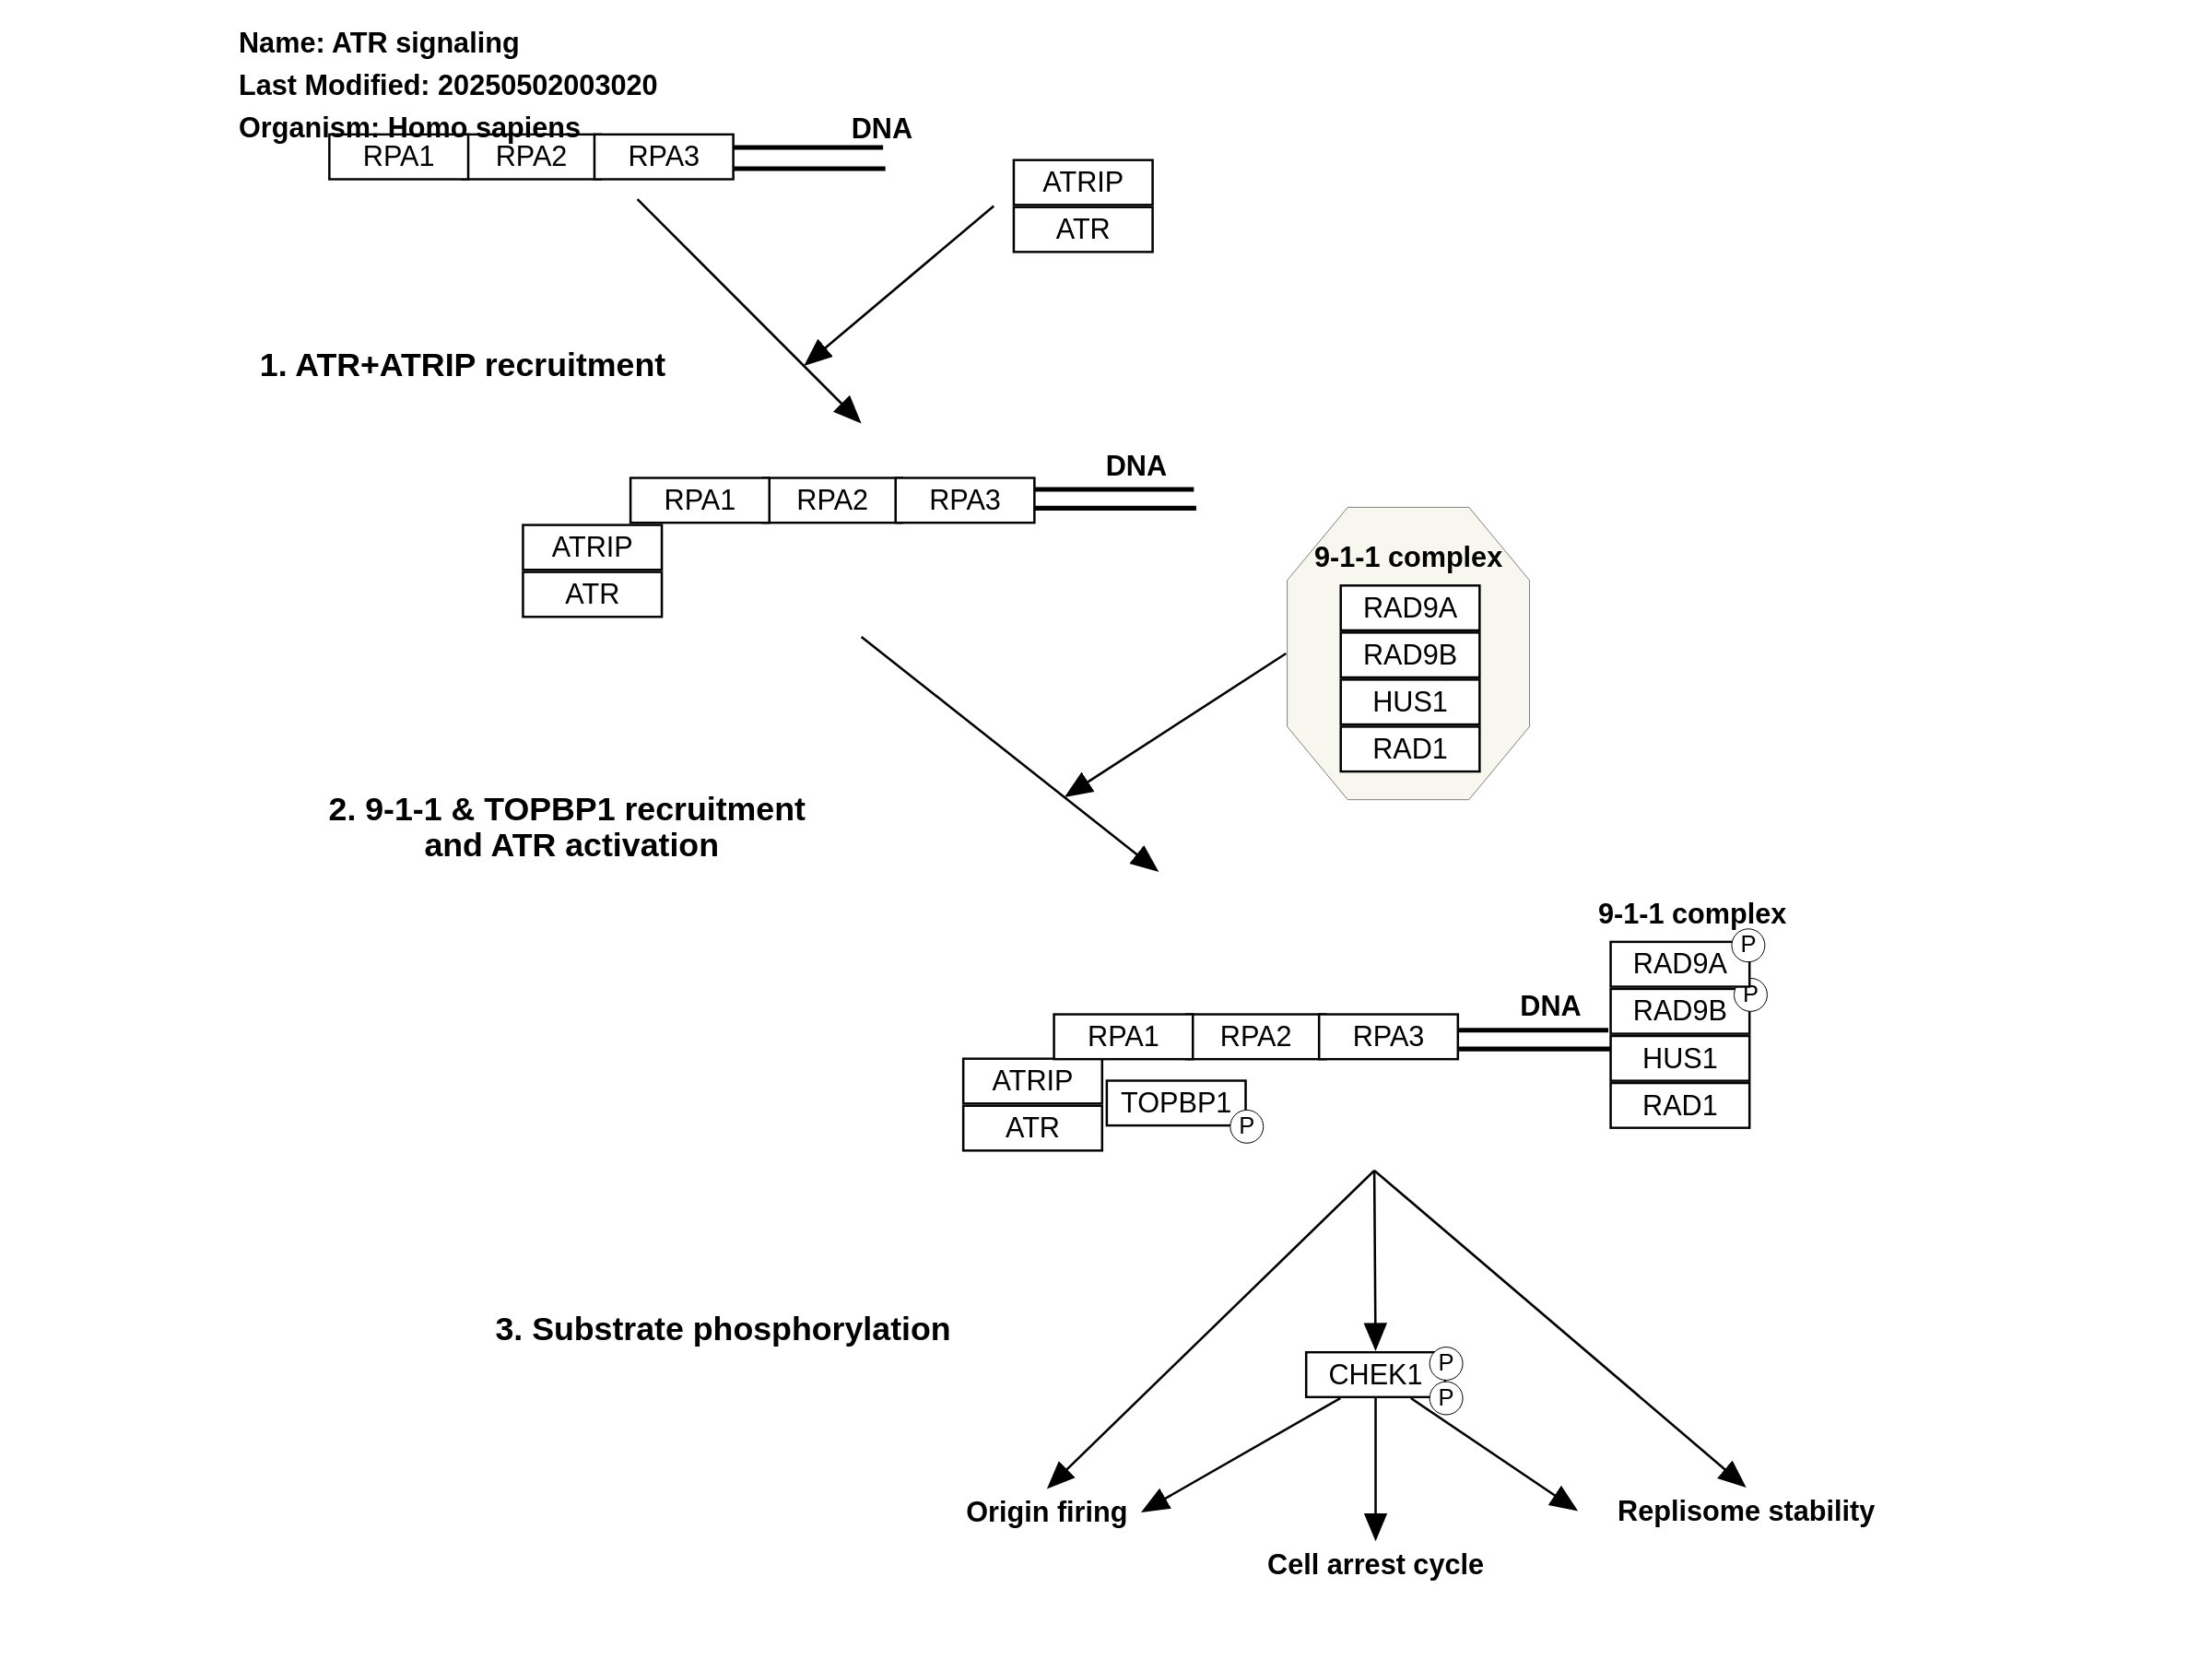 Name: ATR signaling
Last Modified: 20250502003020
Organism: Homo sapiens
DNA
RPA1 RPA2 RPA3
ATRIP
ATR
1. ATR+ATRIP recruitment
DNA
RPA1 RPA2 RPA3
ATRIP
ATR
9-1-1 complex
RAD9A
RAD9B
HUS1
RAD1
2. 9-1-1 & TOPBP1 recruitment
and ATR activation
9-1-1 complex
P
RAD9A
P
RAD9B
HUS1
RAD1
DNA
RPA1 RPA2 RPA3
ATRIP
ATR
TOPBP1
P
3. Substrate phosphorylation
CHEK1
P
P
Origin firing
Replisome stability
Cell arrest cycle